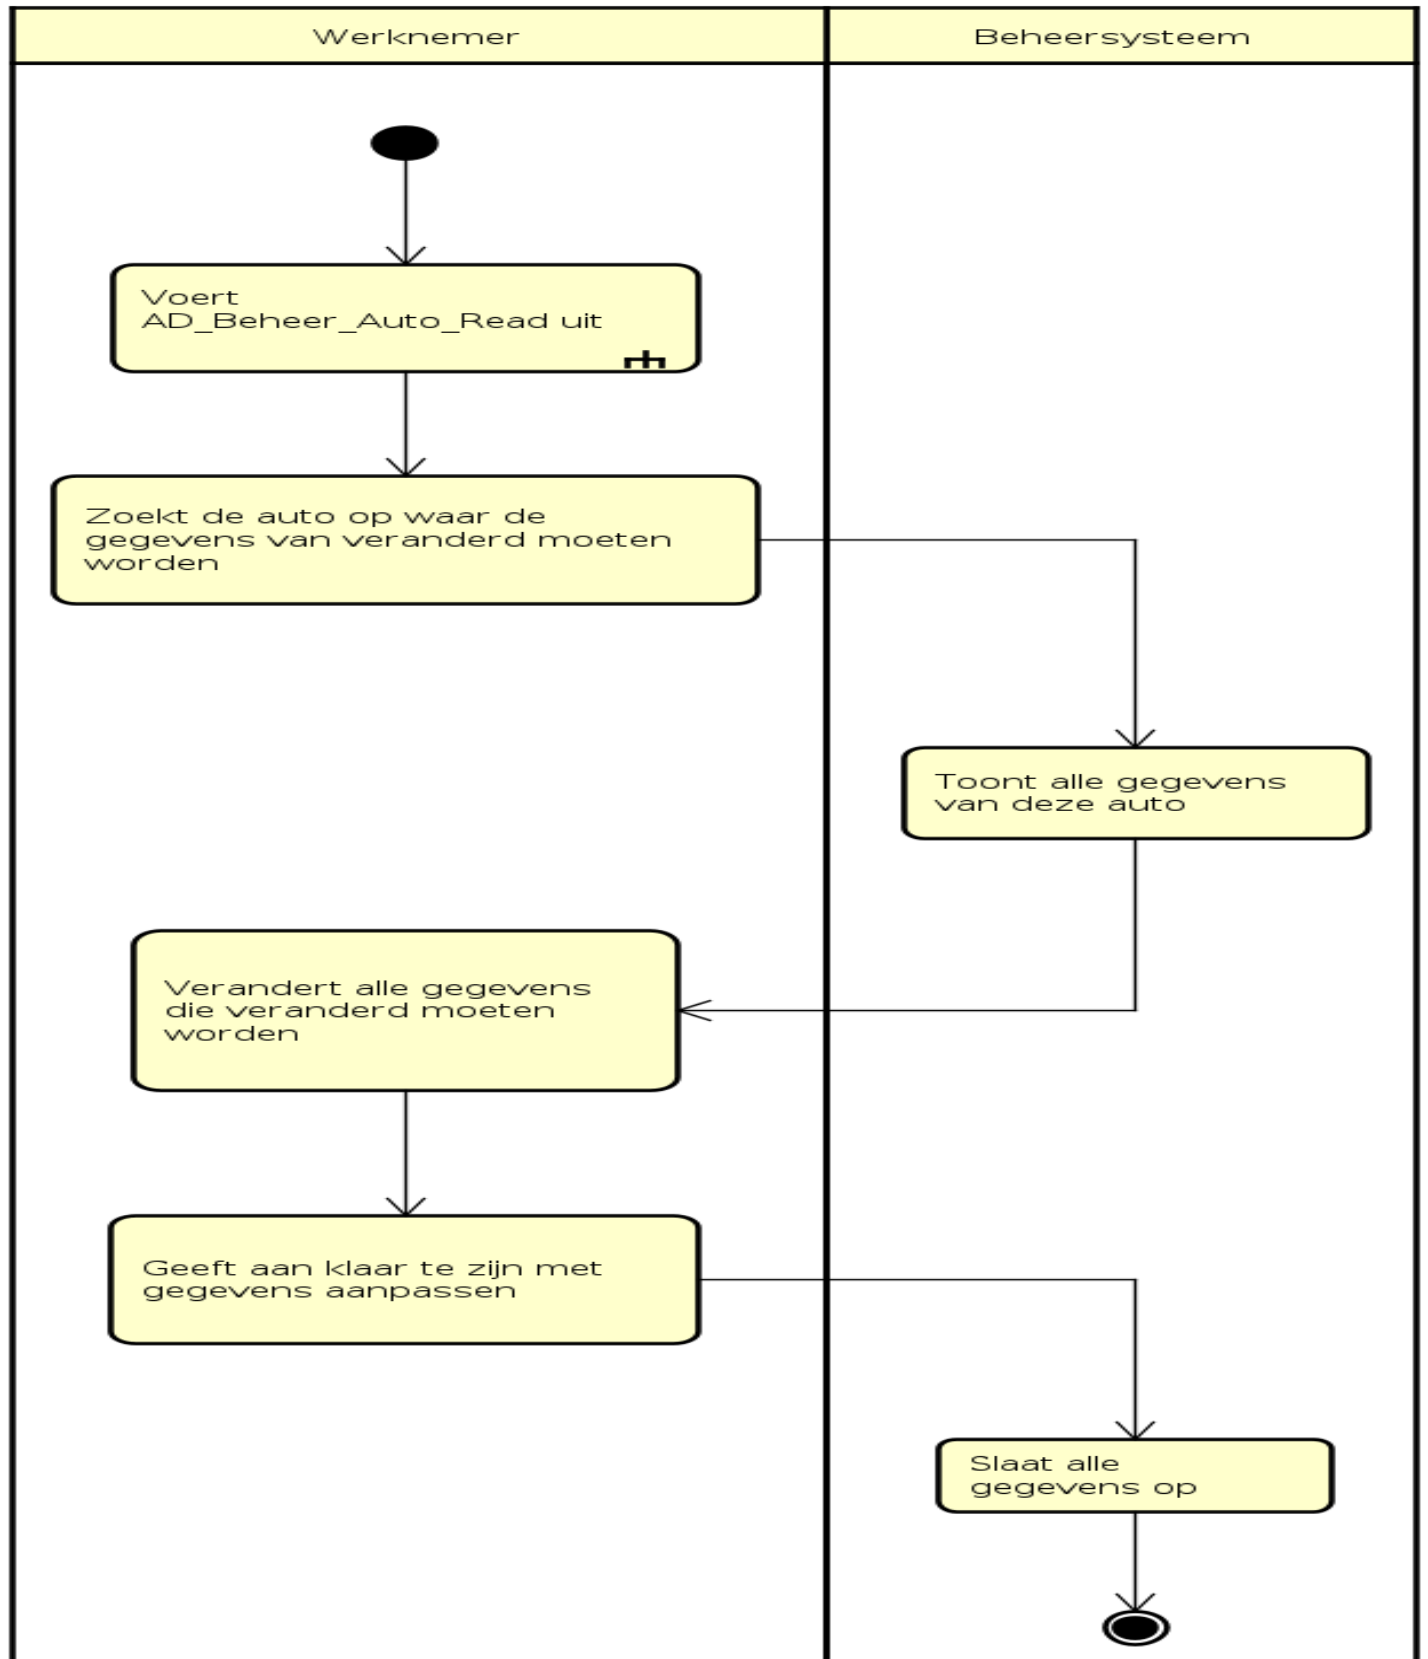 Werknemer
Beheersysteem
Voert
AD_Beheer_Auto_Read uit
Zoekt de auto op waar de
gegevens van veranderd moeten
worden
Toont alle gegevens
van deze auto
Verandert alle gegevens
die veranderd moeten
worden
Geeft aan klaar te zijn met
gegevens aanpassen
Slaat alle
gegevens op